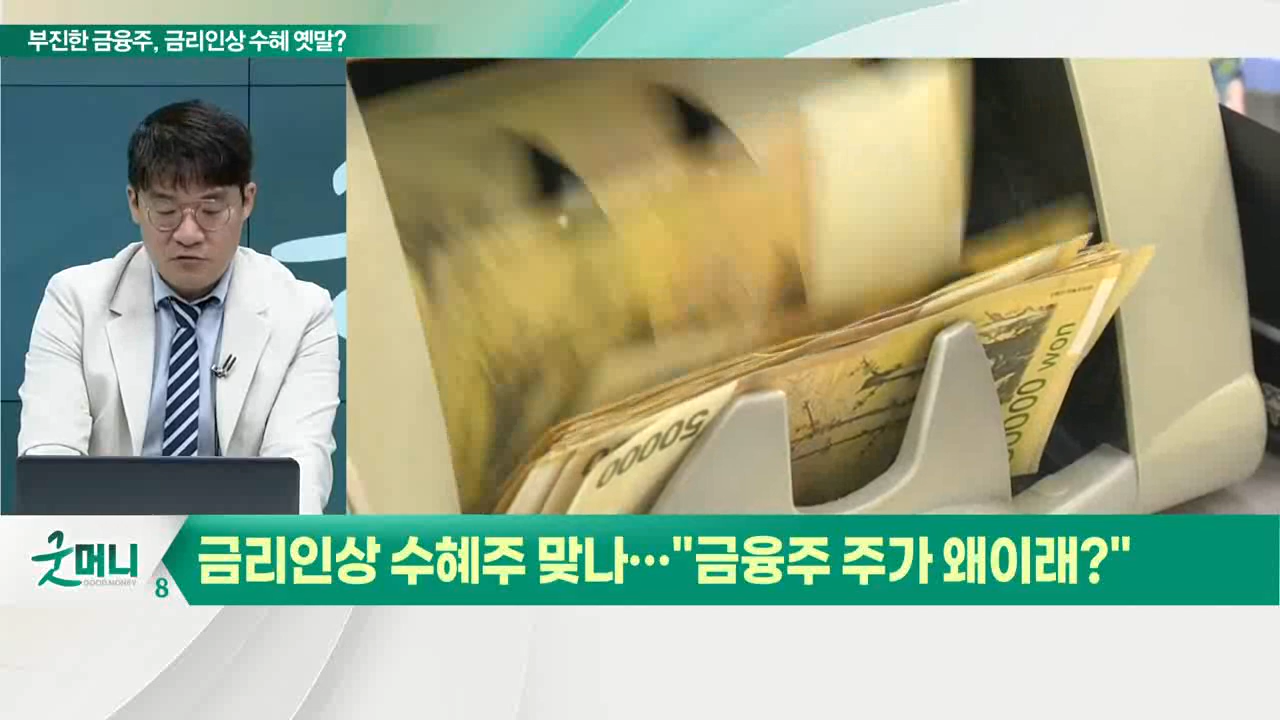 부진한 금융주, 금리인상 수혜 옛말?
50000
50000 won
굿머니
GOOD MONEY
8
금리인상 수혜주 맞나…"금융주 주가 왜이래?"